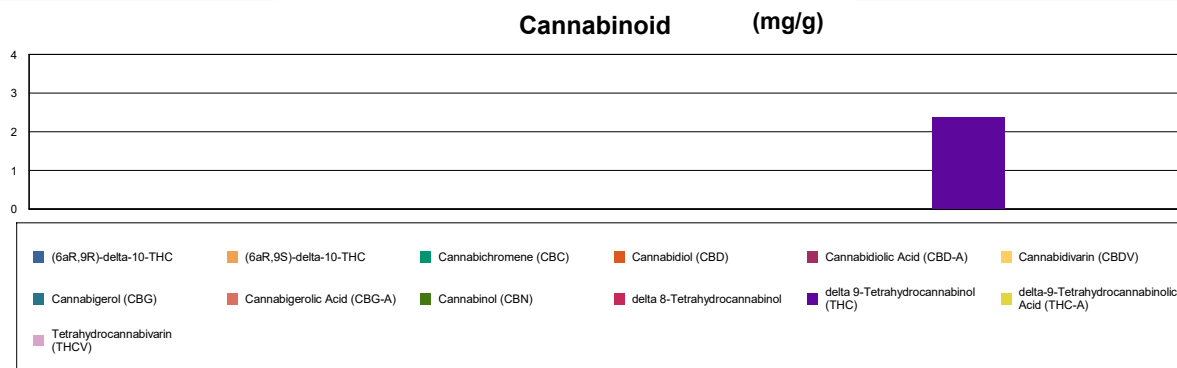 Cannabinoid (mg/g)
4
3
2
1
0
(6aR,9R)-delta-10-THC
(6aR,9S)-delta-10-THC
Cannabichromene (CBC)
Cannabidiol (CBD)
Cannabidiolic Acid (CBD-A)
Cannabidivarin (CBDV)
Cannabigerol (CBG)
Cannabigerolic Acid (CBG-A)
Cannabinol (CBN)
delta 8-Tetrahydrocannabinol
delta 9-Tetrahydrocannabinol
(THC)
delta-9-Tetrahydrocannabinolic
Acid (THC-A)
Tetrahydrocannabivarin
(THCV)